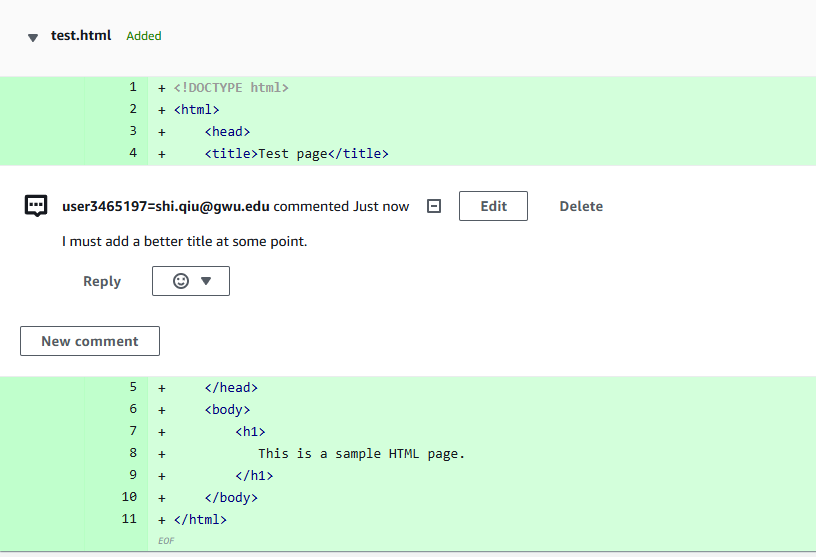 test.html Added
1 + <!DOCTYPE html>
2 + <html>
3 +     <head>
4 +     <title>Test page</title>
user3465197=shi.qiu@gwu.edu commented Just now Edit Delete
I must add a better title at some point.
Reply
New comment
5 +     </head>
6 +     <body>
7 +         <h1>
8 +            This is a sample HTML page.
9 +         </h1>
10 +     </body>
11 + </html>
EOF